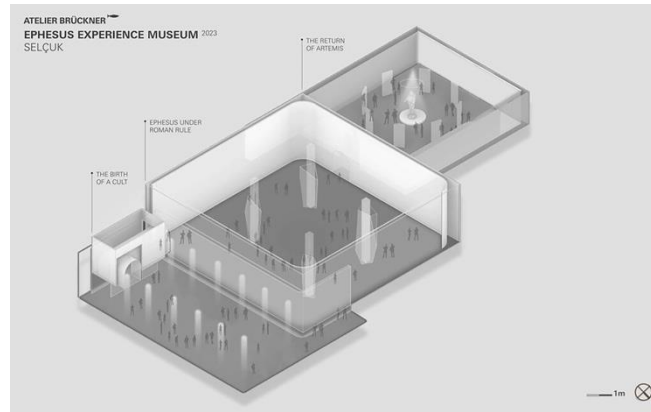 ATELIER BRÜCKNER
EPHESUS EXPERIENCE MUSEUM 2023
SELÇUK
THE RETURN
OF ARTEMIS
EPHESUS UNDER
ROMAN RULE
THE BIRTH
OF A CULT
1m